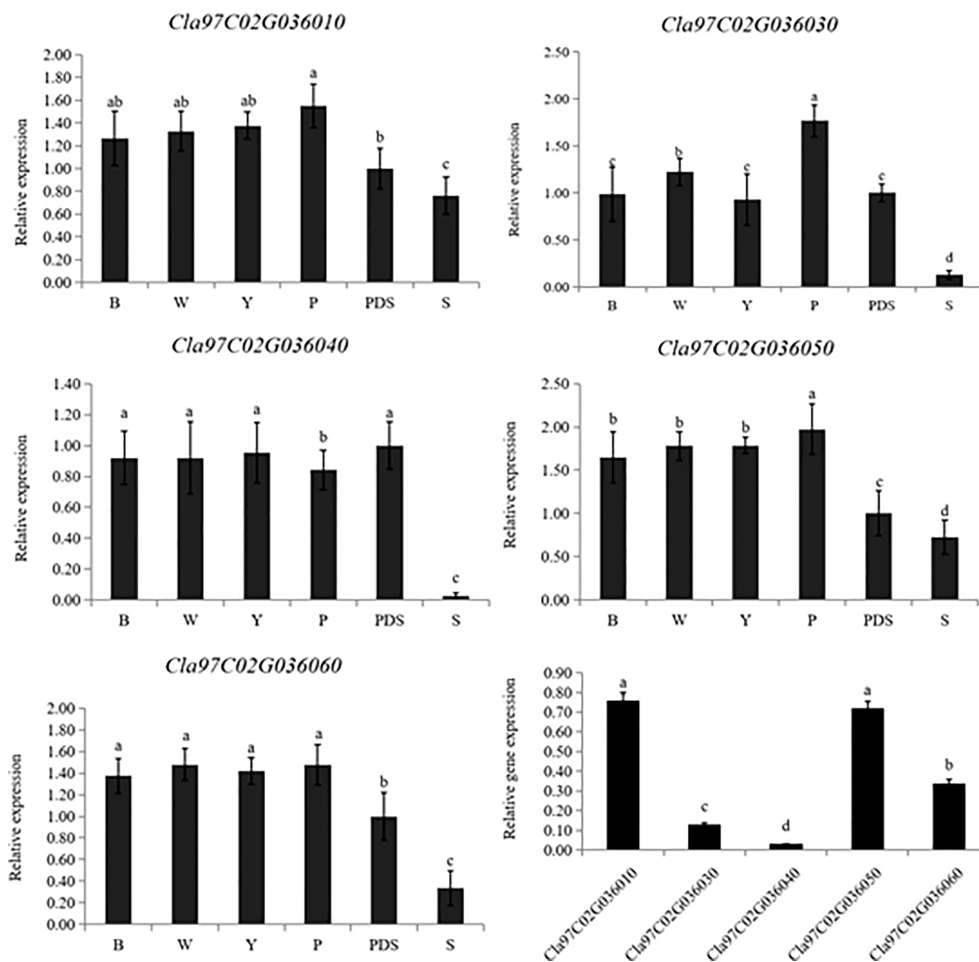 Cla97C02G036010
Relative expression
2.00
1.80
1.60
1.40
1.20
1.00
0.80
0.60
0.40
0.20
0.00
ab ab ab a b c
B W Y P PDS S
Cla97C02G036030
Relative expression
2.50
2.00
1.50
1.00
0.50
0.00
c b c a c d
B W Y P PDS S
Cla97C02G036040
Relative expression
1.40
1.20
1.00
0.80
0.60
0.40
0.20
0.00
a a a b a c
B W Y P PDS S
Cla97C02G036050
Relative expression
2.50
2.00
1.50
1.00
0.50
0.00
b b b a c d
B W Y P PDS S
Cla97C02G036060
Relative expression
2.00
1.80
1.60
1.40
1.20
1.00
0.80
0.60
0.40
0.20
0.00
a a a a b c
B W Y P PDS S
Relative gene expression
0.90
0.80
0.70
0.60
0.50
0.40
0.30
0.20
0.10
0.00
a c d a b
Cla97C02G036010
Cla97C02G036030
Cla97C02G036040
Cla97C02G036050
Cla97C02G036060